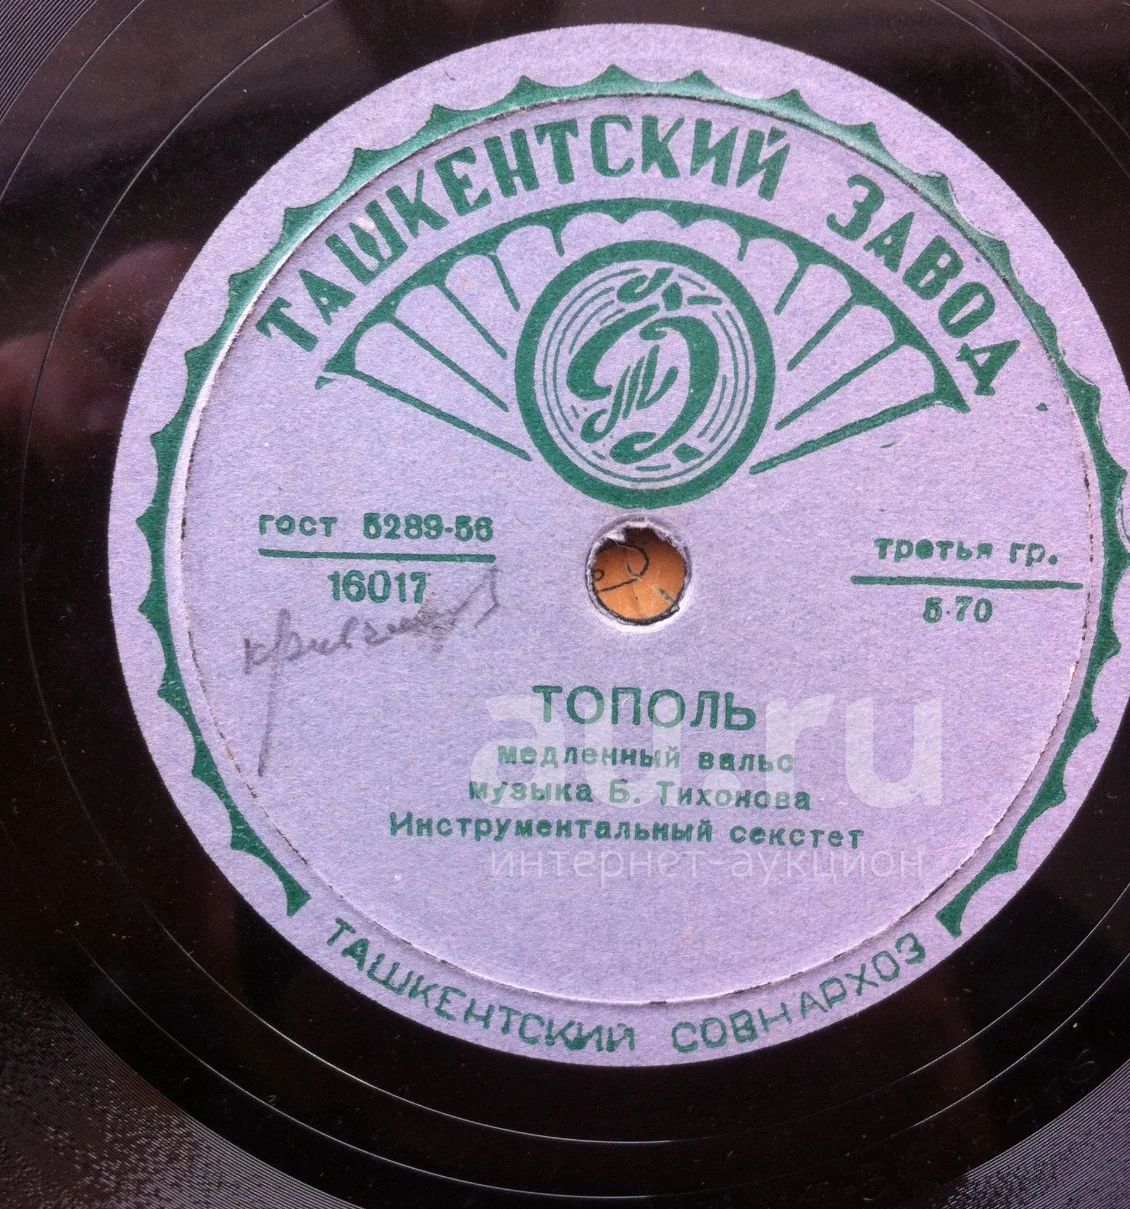 ТАШКЕНТСКИЙ ЗАВОД
ГОСТ 5289-56
16017
третья гр.
5-70
ТОПОЛЬ
медленный вальс
музыка Б. Тихонова
Инструментальный секстет
ТАШКЕНТСКИЙ СОВНАРХОЗ
au.ru
интернет-аукцион